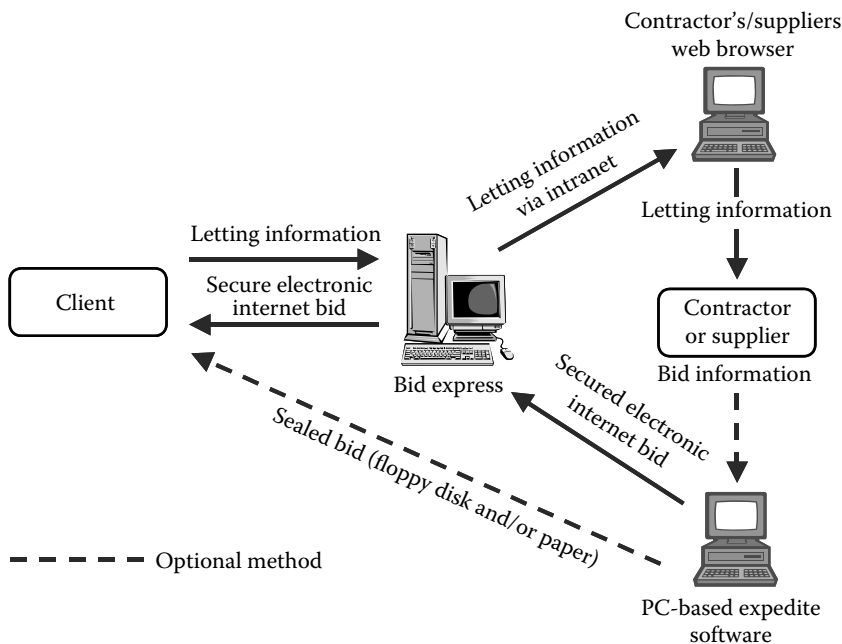 Contractor's/suppliers
web browser
Letting information
via intranet
Letting information
Letting information
Client
Secure electronic
internet bid
Contractor
or supplier
Bid express
Bid information
Secured electronic
internet bid
Sealed bid (floppy disk and/or paper)
Optional method
PC-based expedite
software